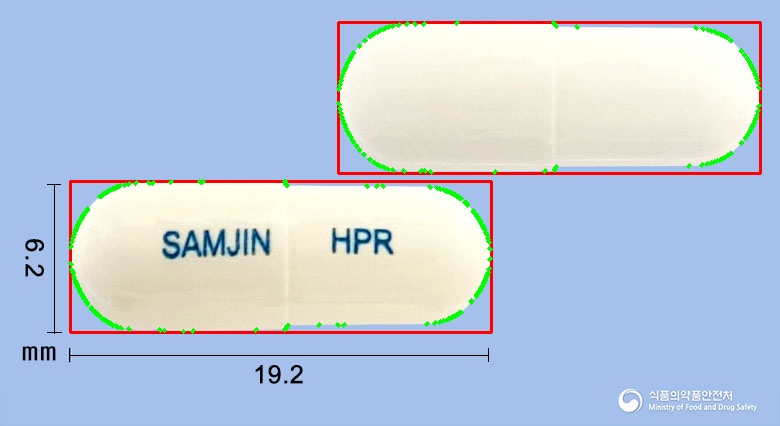 SAMJIN HPR
6.2
mm
19.2
식품의약품안전처
Ministry of Food and Drug Safety